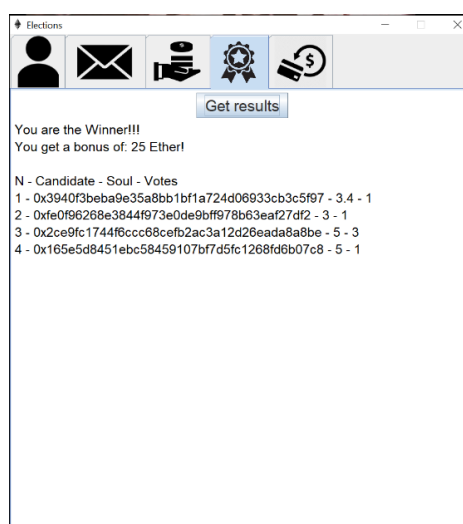 Elections
Get results
You are the Winner!!!
You get a bonus of: 25 Ether!
N - Candidate - Soul - Votes
1 - 0x3940f3beba9e35a8bb1bf1a724d06933cb3c5f97 - 3.4 - 1
2 - 0xfe0f96268e3844f973e0de9bff978b63eaf27df2 - 3 - 1
3 - 0x2ce9fc1744f6ccc68cefb2ac3a12d26eada8a8be - 5 - 3
4 - 0x165e5d8451ebc58459107bf7d5fc1268fd6b07c8 - 5 - 1